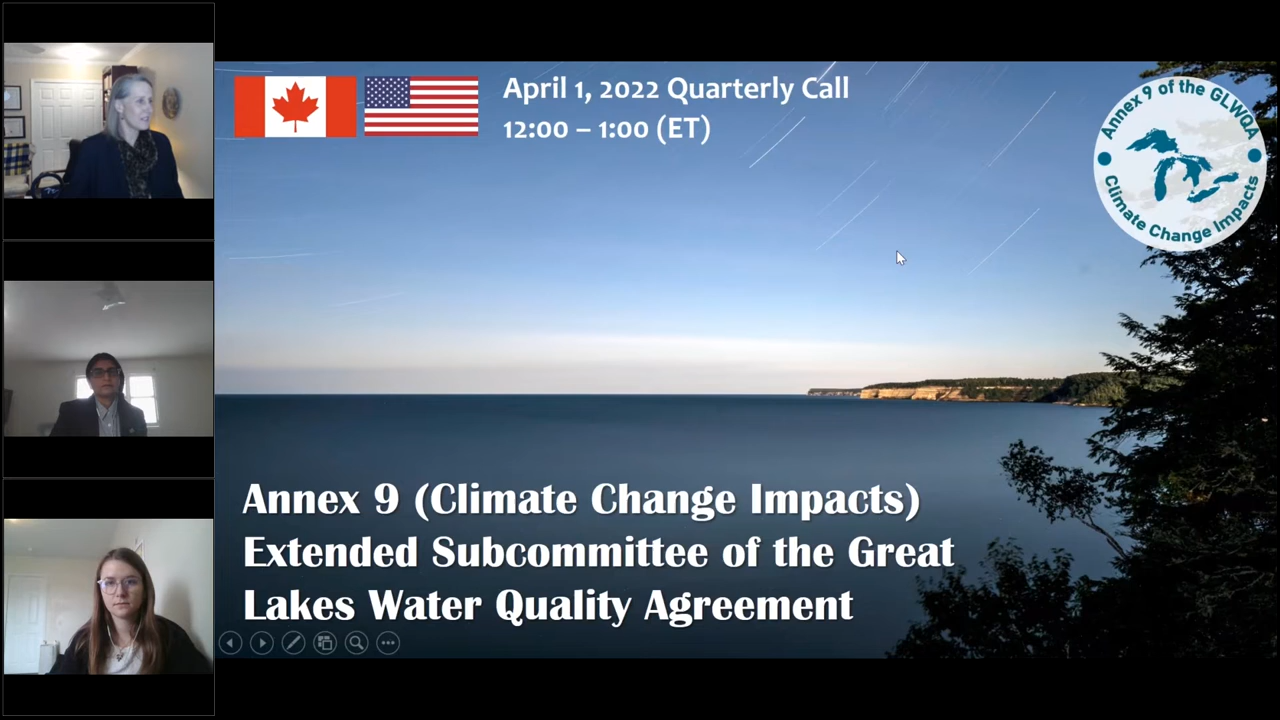 April 1, 2022 Quarterly Call
12:00 – 1:00 (ET)
Annex 9 of the GLWQA
Climate Change Impacts
Annex 9 (Climate Change Impacts)
Extended Subcommittee of the Great
Lakes Water Quality Agreement